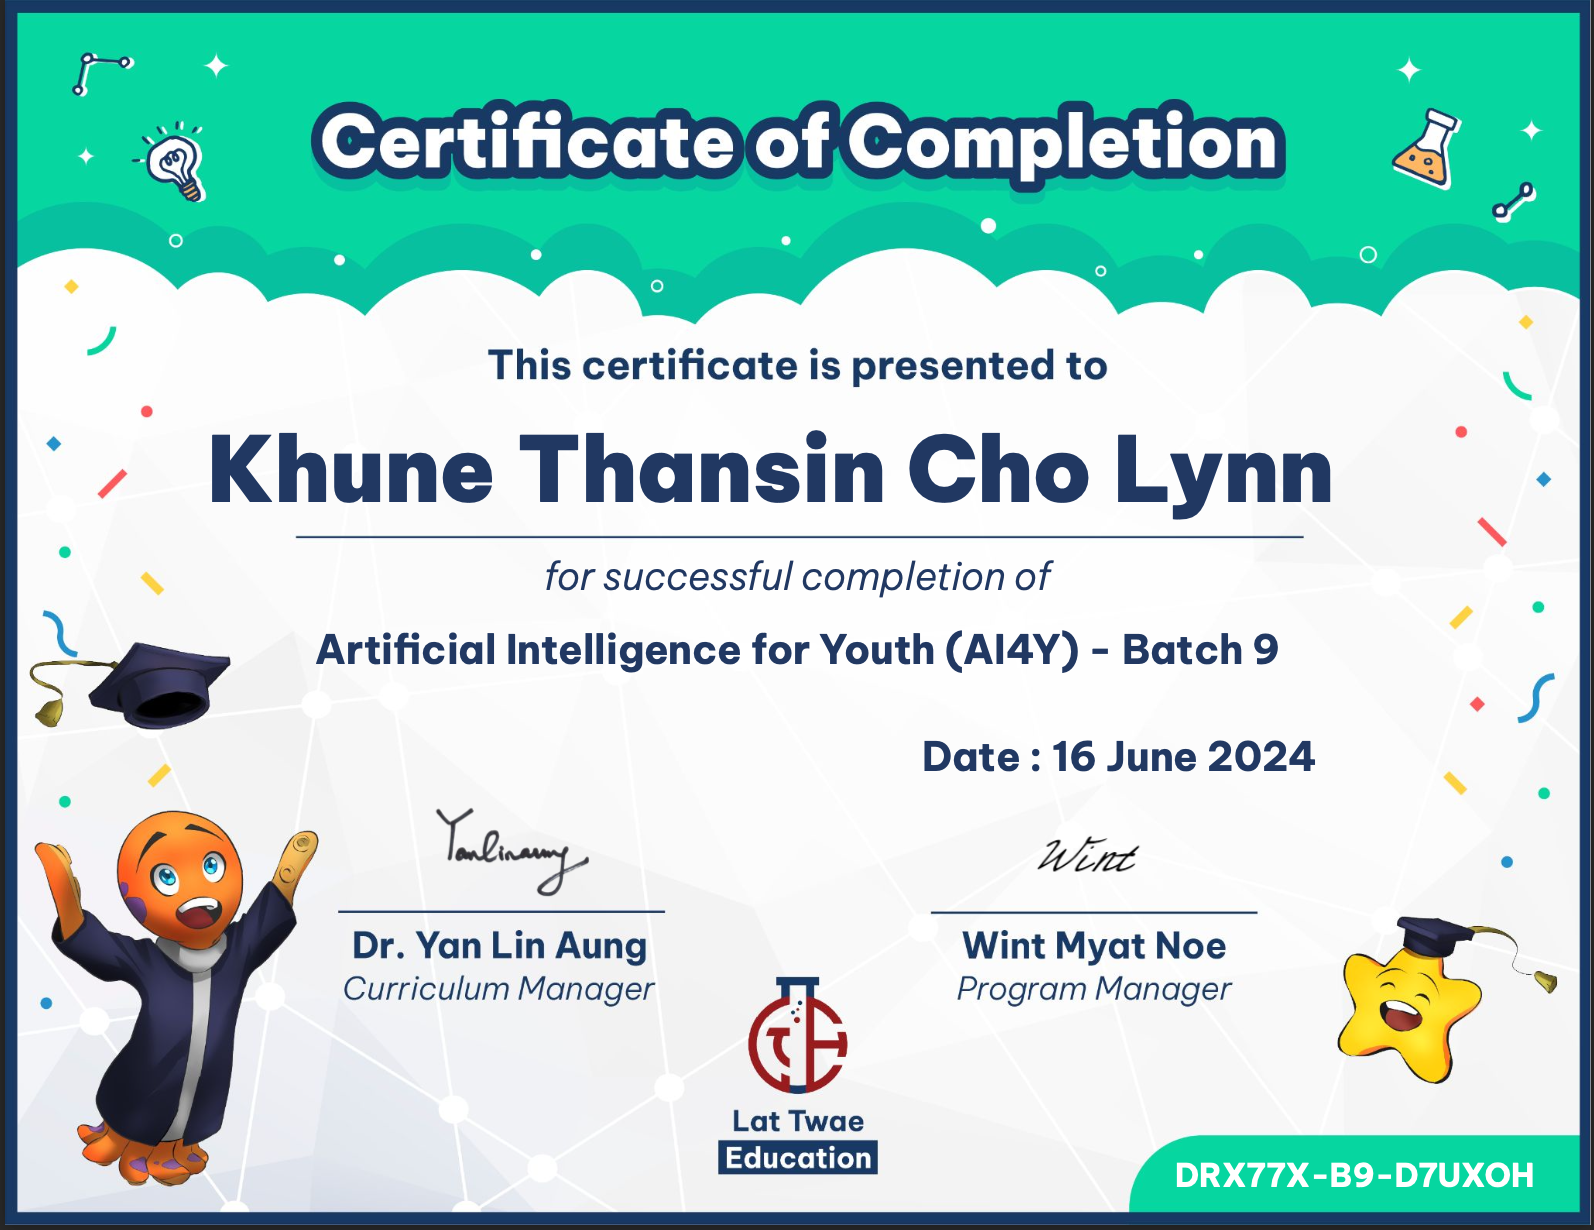 Certificate of Completion
This certificate is presented to
Khune Thansin Cho Lynn
for successful completion of
Artificial Intelligence for Youth (AI4Y) - Batch 9
Date : 16 June 2024
Yanlinaung
Wint
Dr. Yan Lin Aung
Curriculum Manager
Wint Myat Noe
Program Manager
Lat Twae
Education
DRX77X-B9-D7UXOH